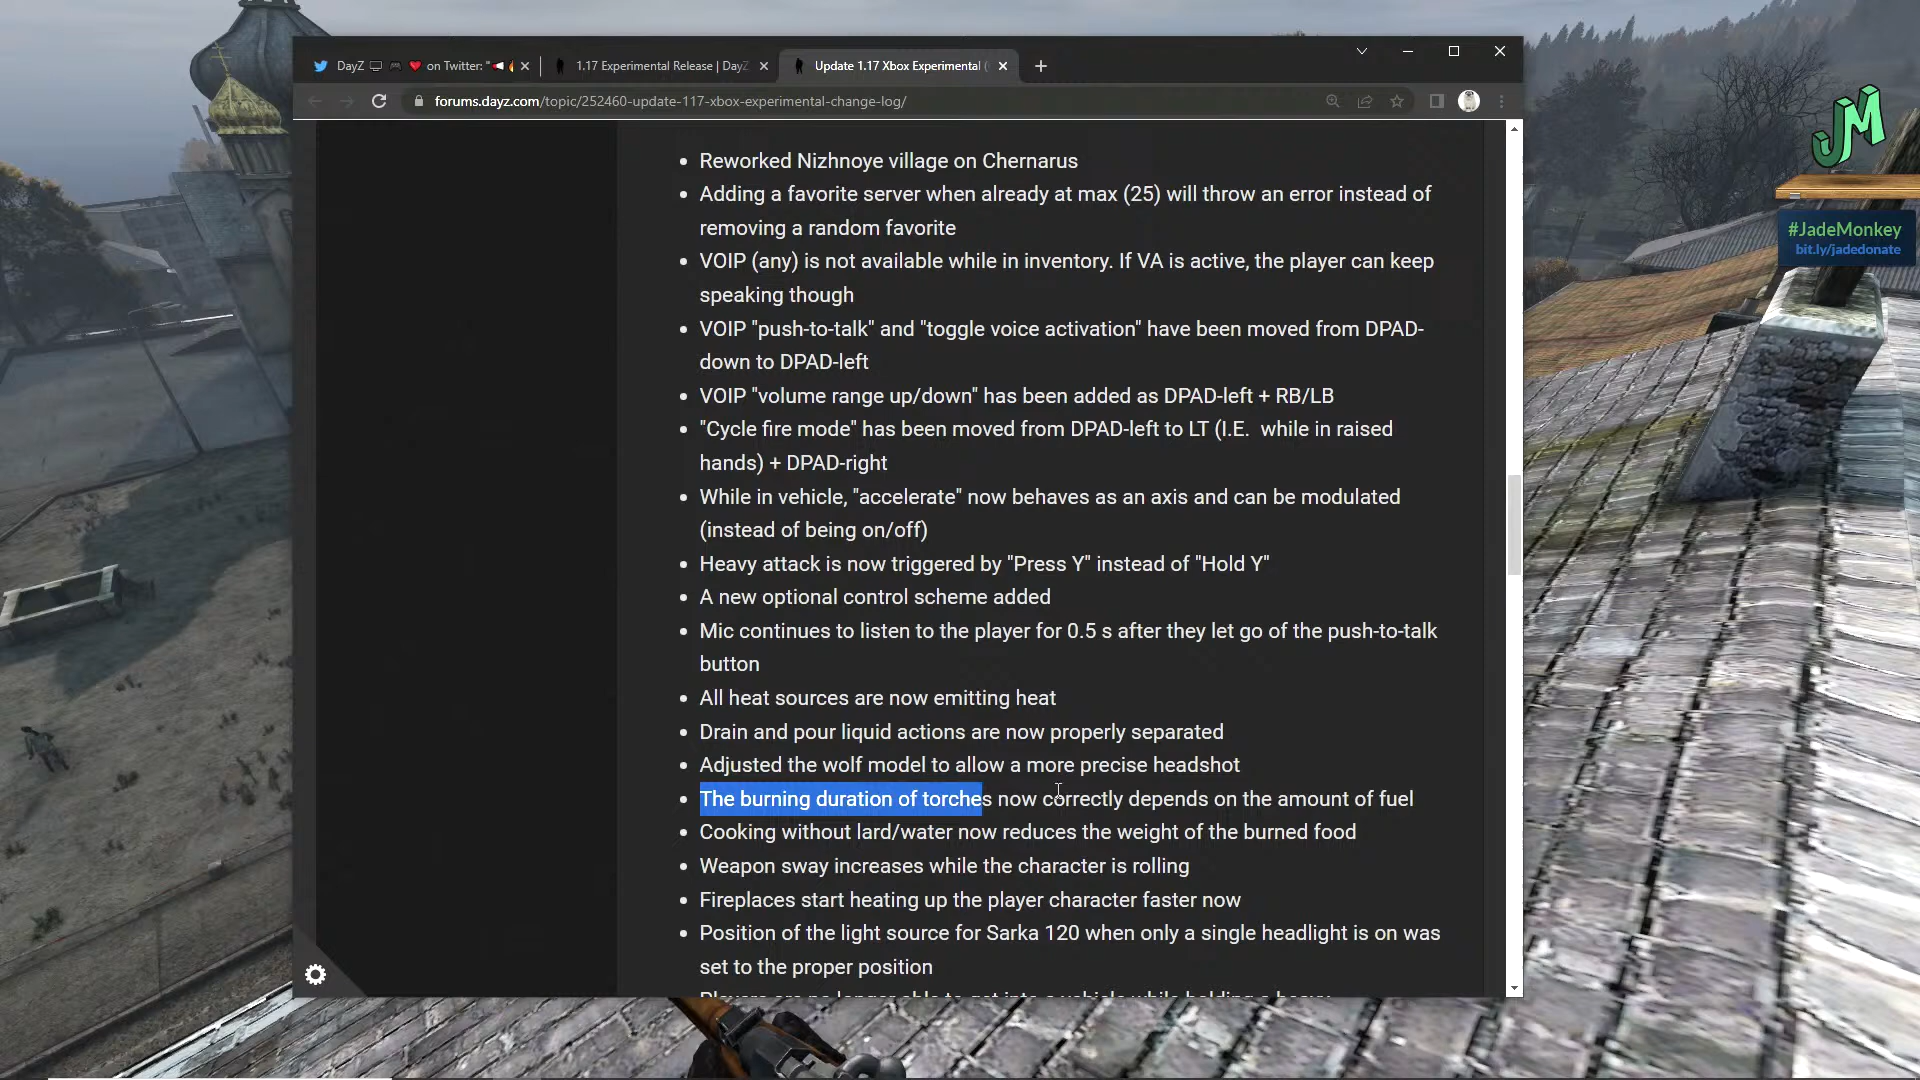 DayZ on Twitter: "
1.17 Experimental Release | DayZ
Update 1.17 Xbox Experimental (
forums.dayz.com/topic/252460-update-117-xbox-experimental-change-log/
JM
#JadeMonkey
bit.ly/jadedonate
• Reworked Nizhnoye village on Chernarus
• Adding a favorite server when already at max (25) will throw an error instead of
removing a random favorite
• VOIP (any) is not available while in inventory. If VA is active, the player can keep
speaking though
• VOIP "push-to-talk" and "toggle voice activation" have been moved from DPAD-
down to DPAD-left
• VOIP "volume range up/down" has been added as DPAD-left + RB/LB
• "Cycle fire mode" has been moved from DPAD-left to LT (I.E.  while in raised
hands) + DPAD-right
• While in vehicle, "accelerate" now behaves as an axis and can be modulated
(instead of being on/off)
• Heavy attack is now triggered by "Press Y" instead of "Hold Y"
• A new optional control scheme added
• Mic continues to listen to the player for 0.5 s after they let go of the push-to-talk
button
• All heat sources are now emitting heat
• Drain and pour liquid actions are now properly separated
• Adjusted the wolf model to allow a more precise headshot
• The burning duration of torches now correctly depends on the amount of fuel
• Cooking without lard/water now reduces the weight of the burned food
• Weapon sway increases while the character is rolling
• Fireplaces start heating up the player character faster now
• Position of the light source for Sarka 120 when only a single headlight is on was
set to the proper position